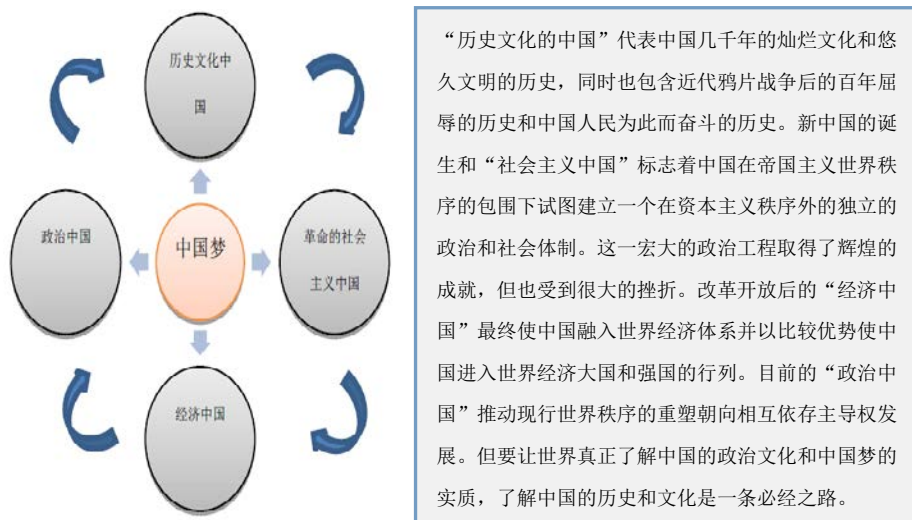 历史文化中
国
政治中国
中国梦
革命的社会
主义中国
经济中国
“历史文化的中国”代表中国几千年的灿烂文化和悠
久文明的历史，同时也包含近代鸦片战争后的百年屈
辱的历史和中国人民为此而奋斗的历史。新中国的诞
生和“社会主义中国”标志着中国在帝国主义世界秩
序的包围下试图建立一个在资本主义秩序外的独立的
政治和社会体制。这一宏大的政治工程取得了辉煌的
成就，但也受到很大的挫折。改革开放后的“经济中
国”最终使中国融入世界经济体系并以比较优势使中
国进入世界经济大国和强国的行列。目前的“政治中
国”推动现行世界秩序的重塑朝向相互依存主导权发
展。但要让世界真正了解中国的政治文化和中国梦的
实质，了解中国的历史和文化是一条必经之路。